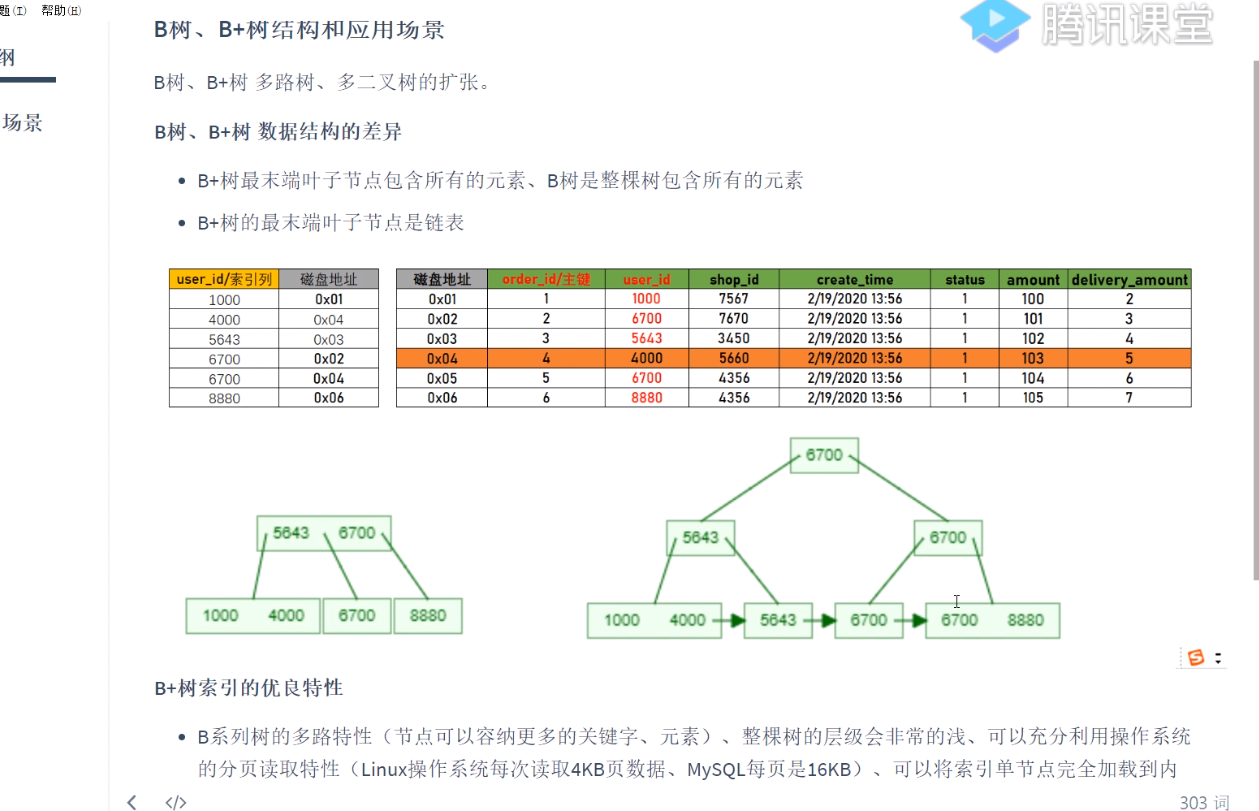 题(I) 帮助(H)
腾讯课堂
纲
场景
B树、B+树结构和应用场景
B树、B+树 多路树、多二叉树的扩张。
B树、B+树 数据结构的差异
B+树最末端叶子节点包含所有的元素、B树是整棵树包含所有的元素
B+树的最末端叶子节点是链表
user_id/索引列 磁盘地址
1000 0x01
4000 0x04
5643 0x03
6700 0x02
6700 0x04
8880 0x06
磁盘地址 order_id/主键 user_id shop_id create_time status amount delivery_amount
0x01 1 1000 7567 2/19/2020 13:56 1 100 2
0x02 2 6700 7670 2/19/2020 13:56 1 101 3
0x03 3 5643 3450 2/19/2020 13:56 1 102 4
0x04 4 4000 5660 2/19/2020 13:56 1 103 5
0x05 5 6700 4356 2/19/2020 13:56 1 104 6
0x06 6 8880 4356 2/19/2020 13:56 1 105 7
5643 6700
1000 4000 6700 8880
6700
5643 6700
1000 4000 5643 6700 6700 8880
B+树索引的优良特性
B系列树的多路特性（节点可以容纳更多的关键字、元素）、整棵树的层级会非常的浅、可以充分利用操作系统
的分页读取特性（Linux操作系统每次读取4KB页数据、MySQL每页是16KB）、可以将索引单节点完全加载到内
</> 303 词